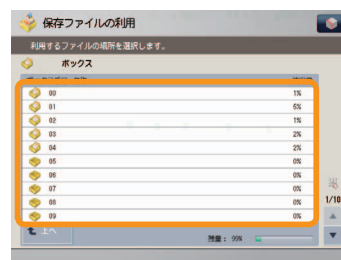 保存ファイルの利用
利用するファイルの場所を選択します。
ボックス
00 1%
01 6%
02 1%
03 2%
04 2%
05 0%
06 0%
07 0%
08 0%
09 0%
1/10
上へ
残量: 99%